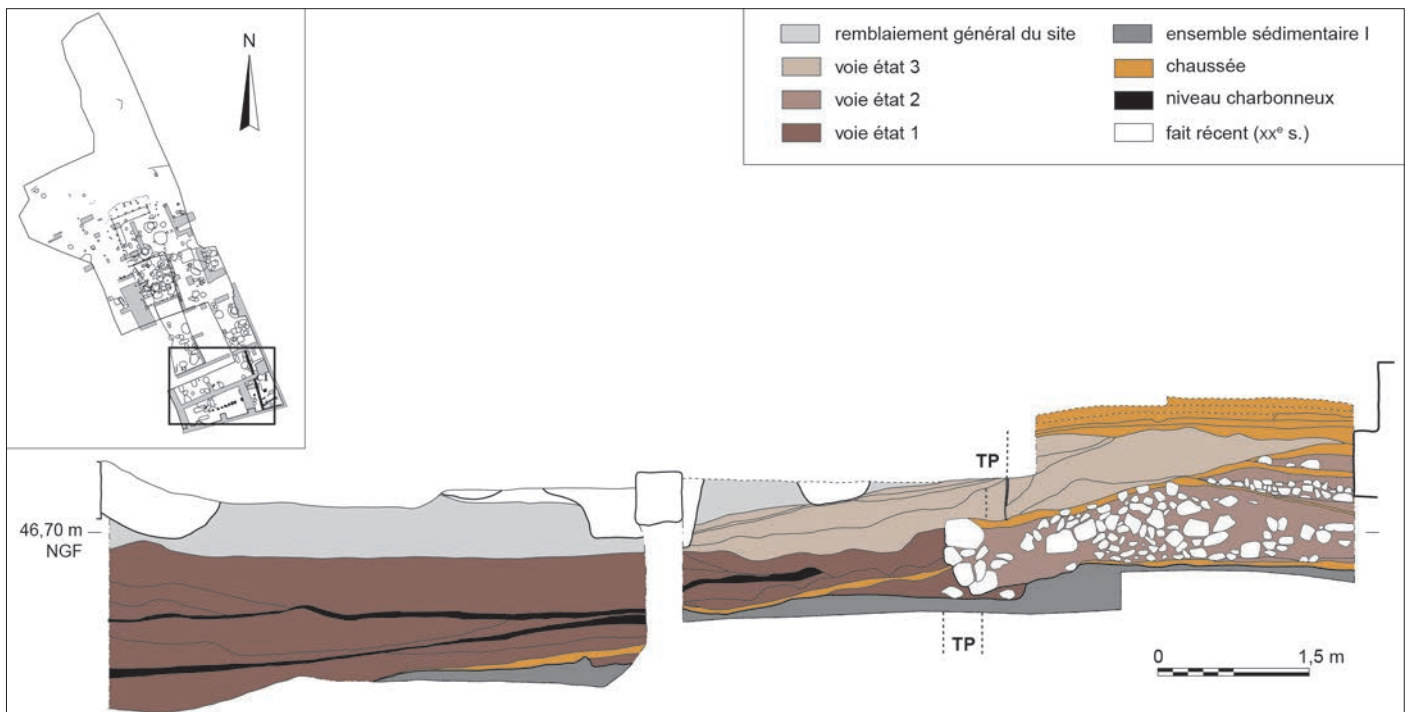 N
remblaiement général du site
voie état 3
voie état 2
voie état 1
ensemble sédimentaire I
chaussée
niveau charbonneux
fait récent (XXe s.)
TP
46,70 m
NGF
TP
0 1,5 m